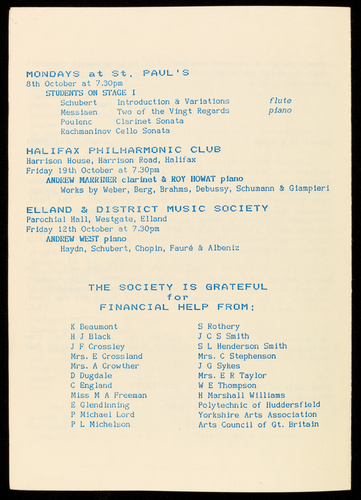 MONDAYS at St. PAUL'S
8th October at 7.30pm
STUDENTS ON STAGE I
Schubert Introduction & Variations flute
Messiaen Two of the Vingt Regards piano
Poulenc Clarinet Sonata
Rachmaninov Cello Sonata
HALIFAX PHILHARMONIC CLUB
Harrison House, Harrison Road, Halifax
Friday 19th October at 7.30pm
ANDREW MARRINER clarinet & ROY HOWAT piano
Works by Weber, Berg, Brahms, Debussy, Schumann & Giampieri
ELLAND & DISTRICT MUSIC SOCIETY
Parochial Hall, Westgate, Elland
Friday 12th October at 7.30pm
ANDREW WEST piano
Haydn, Schubert, Chopin, Fauré & Albeniz
THE SOCIETY IS GRATEFUL
for
FINANCIAL HELP FROM:
K Beaumont S Rothery
H J Black J C S Smith
J F Crossley S L Henderson Smith
Mrs. E Crossland Mrs. C Stephenson
Mrs. A Crowther J G Sykes
D Dugdale Mrs. E R Taylor
C England W E Thompson
Miss M A Freeman H Marshall Williams
E Glendinning Polytechnic of Huddersfield
P Michael Lord Yorkshire Arts Association
P L Michelson Arts Council of Gt. Britain